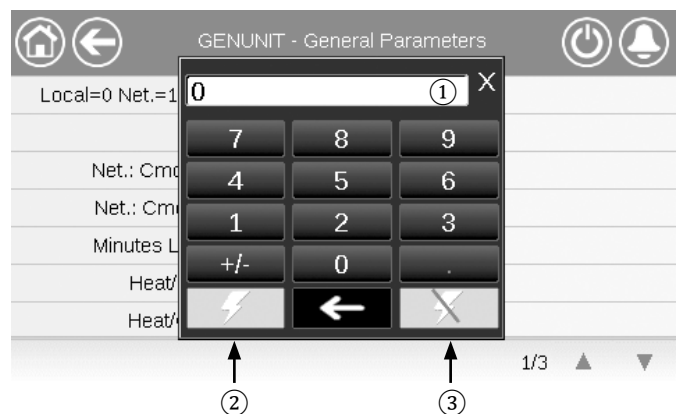 GENUNIT - General Parameters
Local=0 Net.=1
0 ① X
7 8 9
Net.: Cmd
4 5 6
Net.: Cm
1 2 3
Minutes L
+/- 0 .
Heat/
Heat/
1/3
② ③